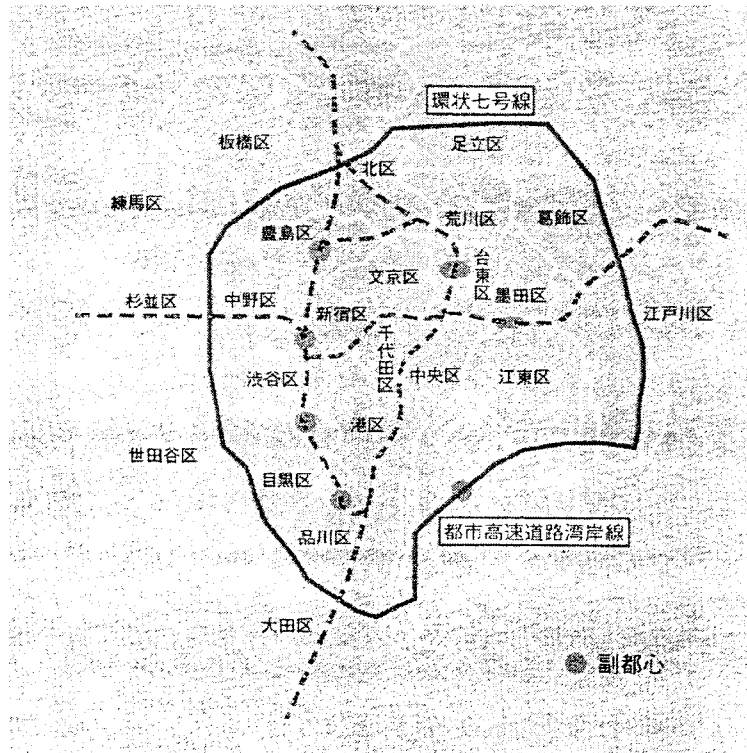 環状七号線
板橋区
足立区
北区
練馬区
荒川区
葛飾区
豊島区
台東区
文京区
墨田区
杉並区
中野区
新宿区
江戸川区
千代田区
渋谷区
中央区
江東区
港区
世田谷区
目黒区
品川区
都市高速道路湾岸線
大田区
副都心